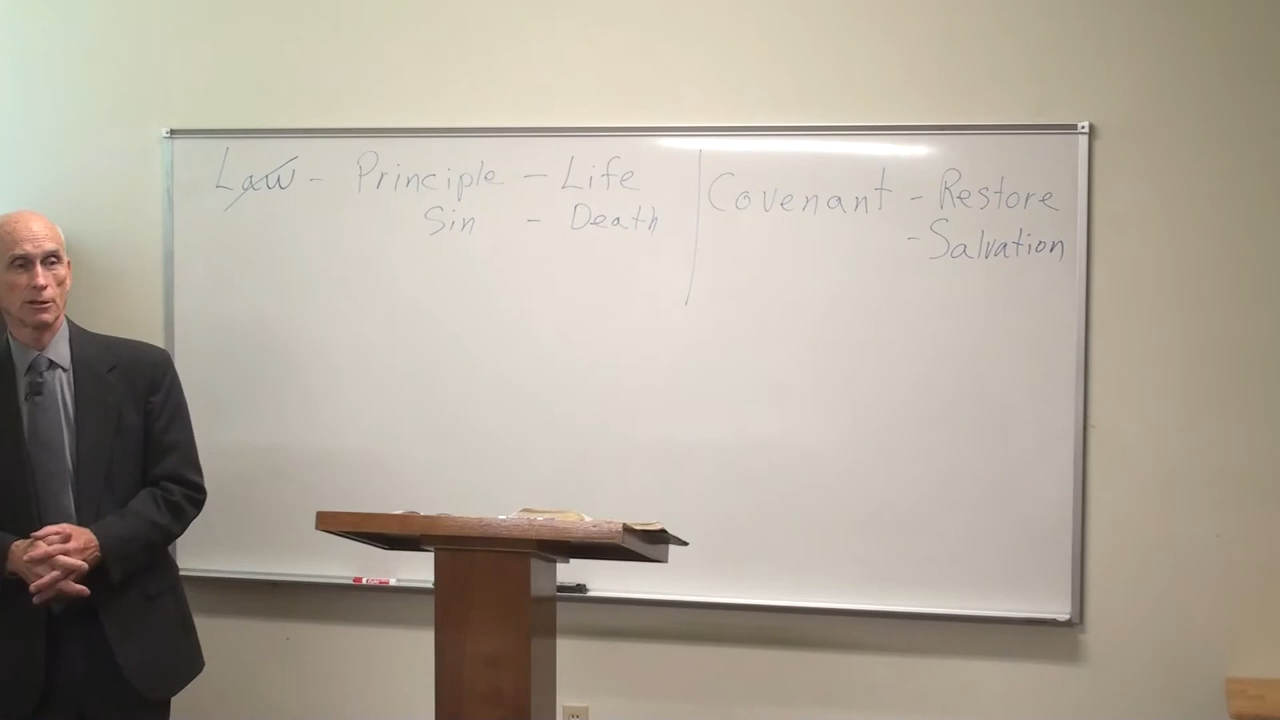 Law - Principle - Life
Sin - Death
Covenant - Restore
- Salvation